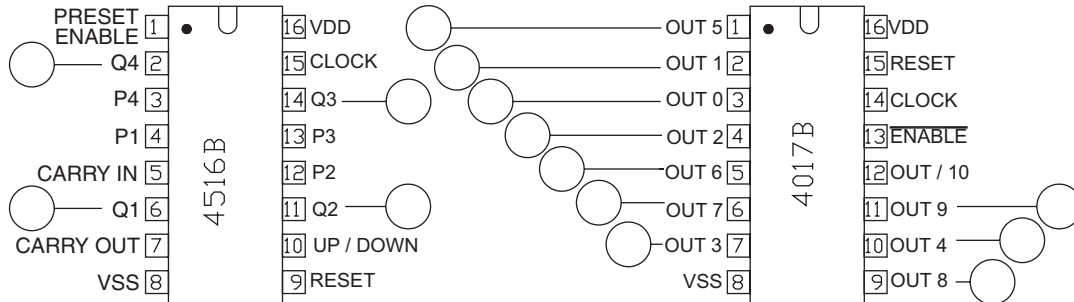 PRESET
ENABLE 1 16 VDD
Q4 2 15 CLOCK
P4 3 14 Q3
P1 4 13 P3
CARRY IN 5 12 P2
Q1 6 11 Q2
CARRY OUT 7 10 UP / DOWN
VSS 8 9 RESET
4516B
OUT 5 1 16 VDD
OUT 1 2 15 RESET
OUT 0 3 14 CLOCK
OUT 2 4 13 ENABLE
OUT 6 5 12 OUT / 10
OUT 7 6 11 OUT 9
OUT 3 7 10 OUT 4
VSS 8 9 OUT 8
4017B